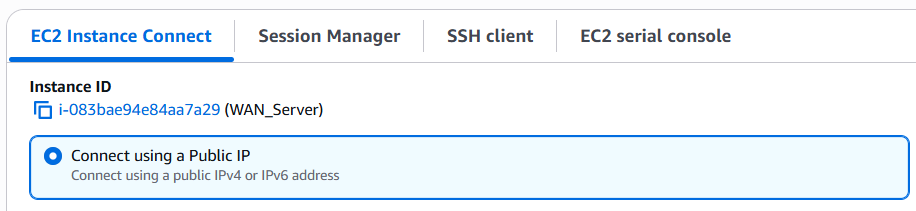 EC2 Instance Connect Session Manager SSH client EC2 serial console
Instance ID
i-083bae94e84aa7a29 (WAN_Server)
Connect using a Public IP
Connect using a public IPv4 or IPv6 address